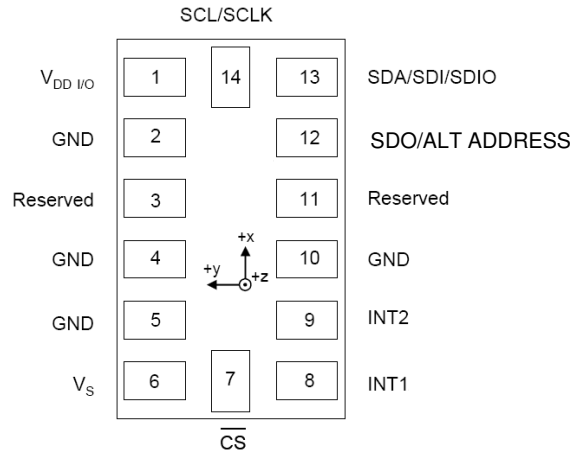 SCL/SCLK
V_DD I/O 1 14 13 SDA/SDI/SDIO
GND 2 12 SDO/ALT ADDRESS
Reserved 3 11 Reserved
+x
GND 4 +y +z 10 GND
GND 5 9 INT2
V_S 6 7 8 INT1
C̅S̅